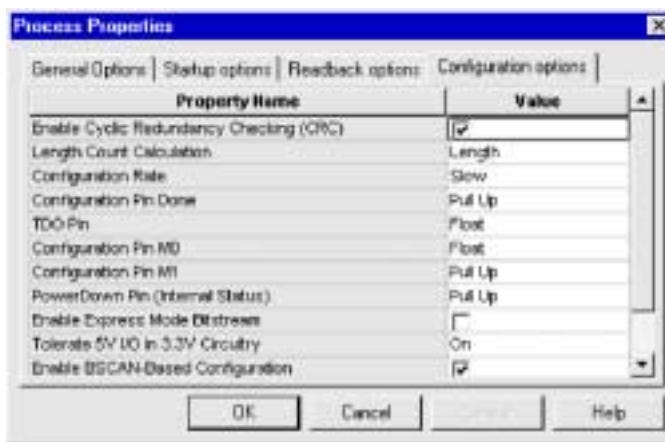 Process Properties
General Options Startup options Readback options Configuration options
Property Name Value
Enable Cyclic Redundancy Checking (CRC)
Length Count Calculation Length
Configuration Rate Slow
Configuration Pin Done Pull Up
TDO Pin Float
Configuration Pin M0 Float
Configuration Pin M1 Pull Up
PowerDown Pin (Internal Status) Pull Up
Enable Express Mode Bitstream
Tolerate 5V I/O in 3.3V Circuitry On
Enable BSCAN-Based Configuration
OK Cancel Help